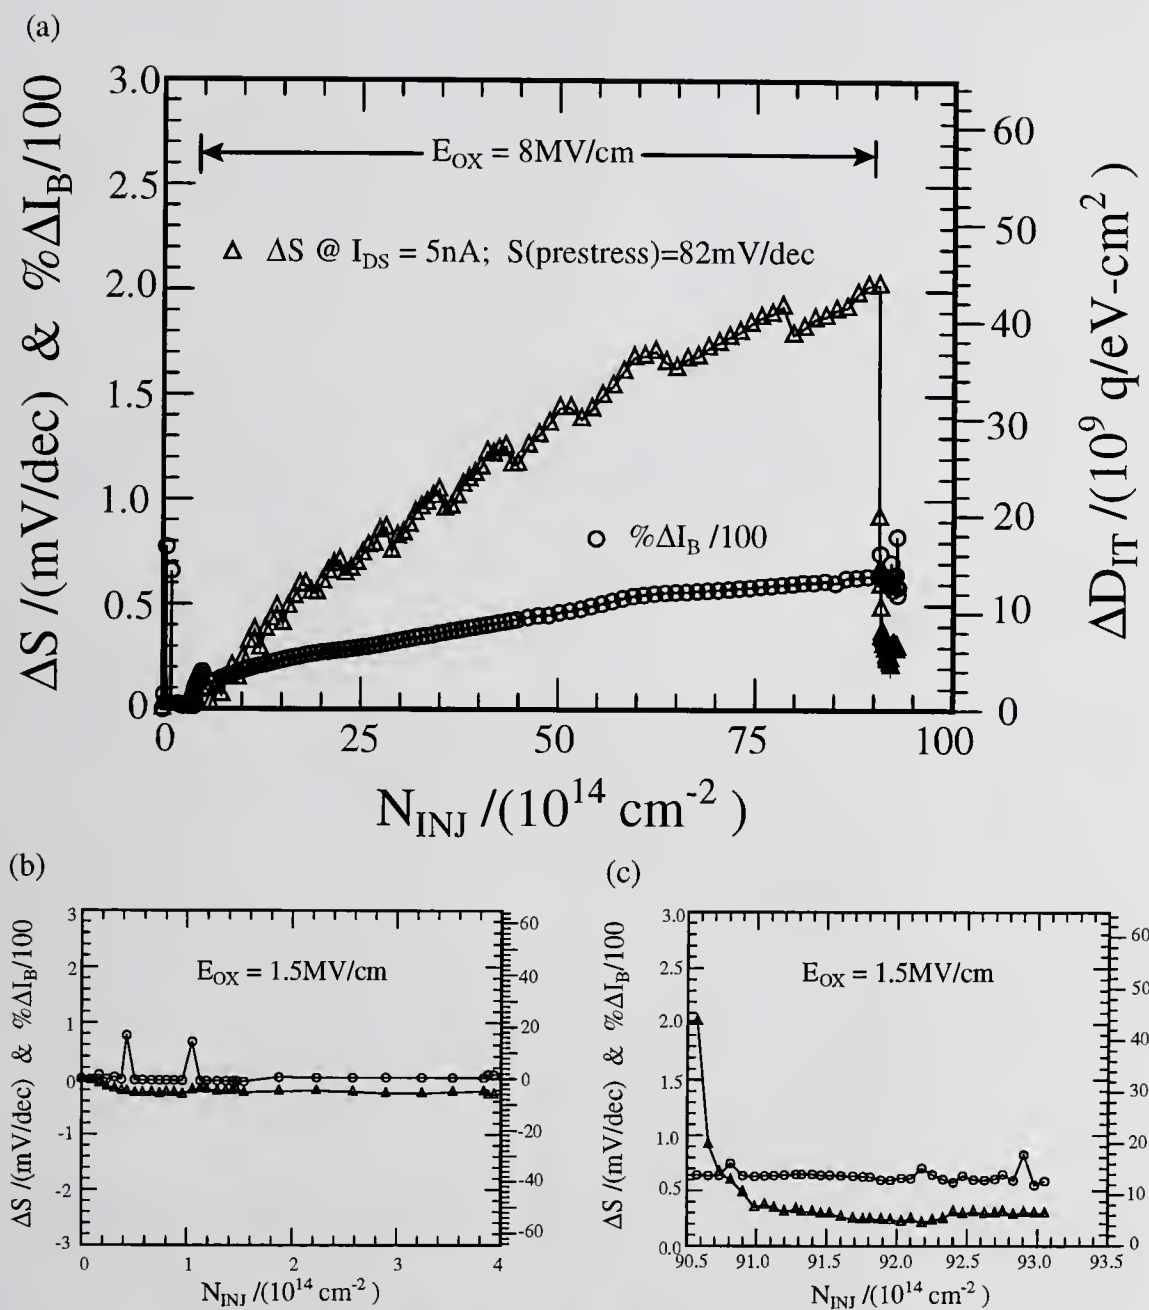 (a)
ΔS /(mV/dec) & %ΔI_B/100
3.0
2.5
2.0
1.5
1.0
0.5
0
E_OX = 8MV/cm
ΔS @ I_DS = 5nA; S(prestress)=82mV/dec
%ΔI_B /100
60
50
40
30
20
10
0
ΔD_IT /(10^9 q/eV-cm^2)
0 25 50 75 100
N_INJ /(10^14 cm^-2)
(b)
ΔS /(mV/dec) & %ΔI_B/100
3
2
1
0
-1
-2
-3
E_OX = 1.5MV/cm
60
40
20
0
-20
-40
-60
0 1 2 3 4
N_INJ /(10^14 cm^-2 )
(c)
ΔS /(mV/dec) & %ΔI_B/100
3.0
2.5
2.0
1.5
1.0
0.5
0.0
E_OX = 1.5MV/cm
60
50
40
30
20
10
0
90.5 91.0 91.5 92.0 92.5 93.0 93.5
N_INJ /(10^14 cm^-2 )